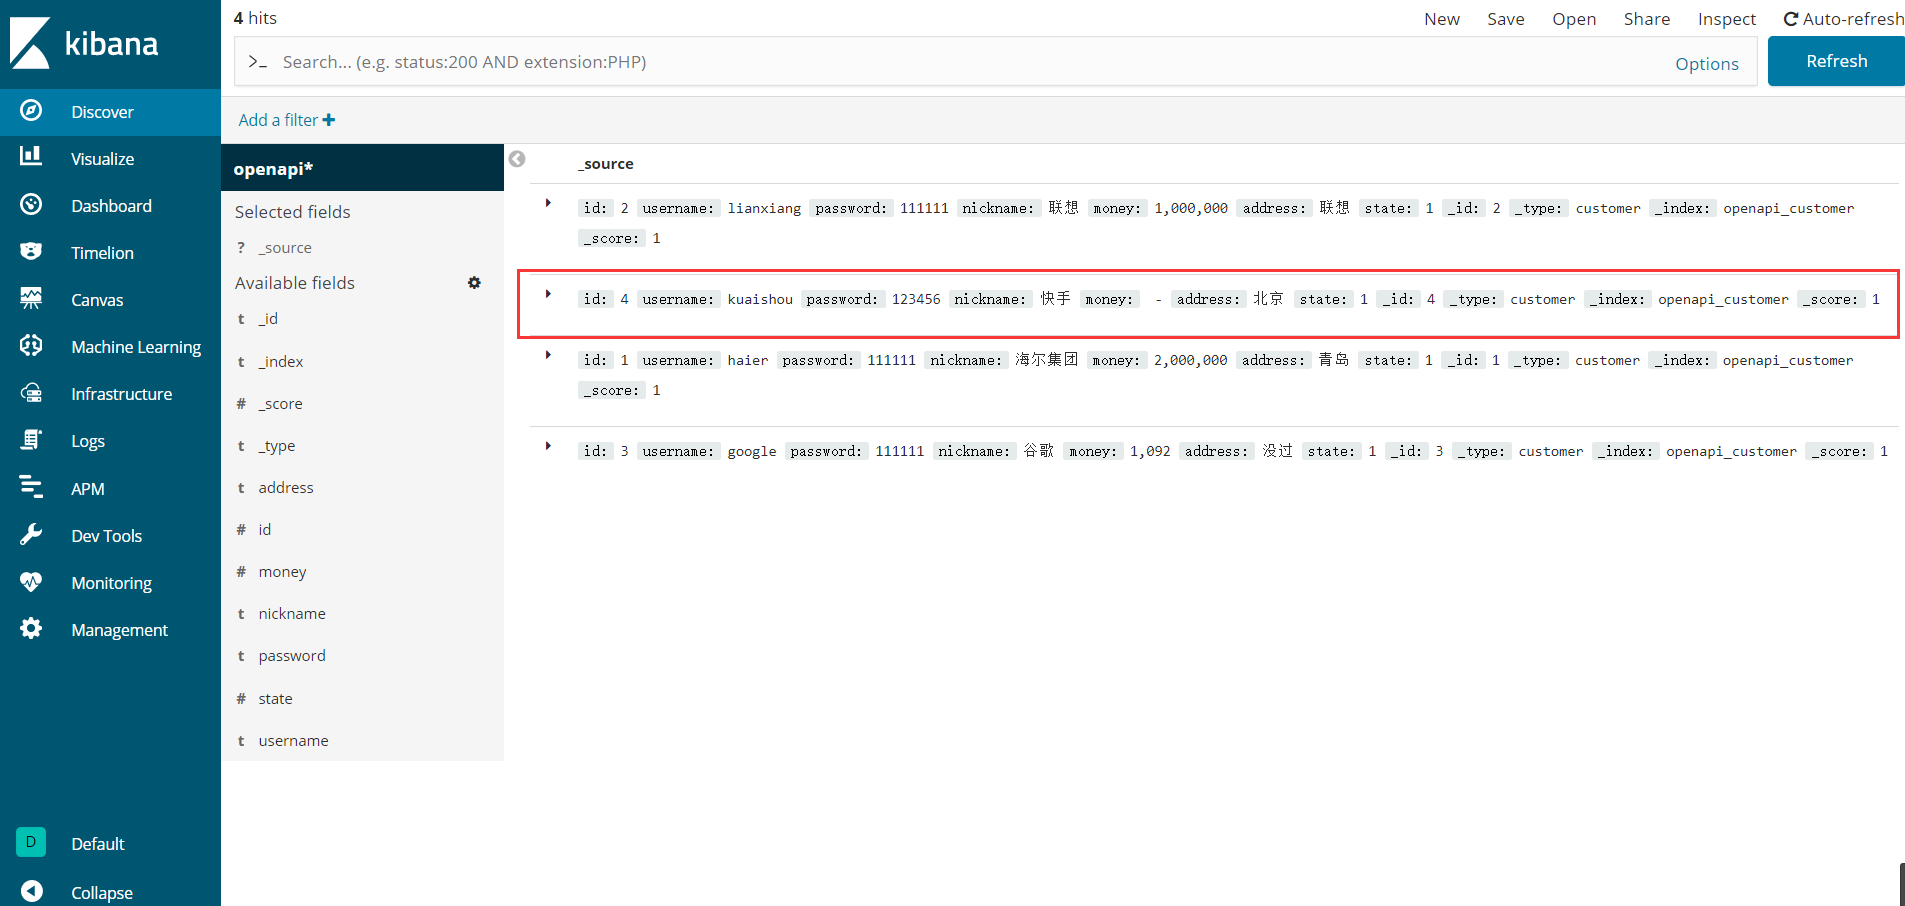 kibana
Discover
Visualize
Dashboard
Timelion
Canvas
Machine Learning
Infrastructure
Logs
APM
Dev Tools
Monitoring
Management
D Default
Collapse
4 hits
New Save Open Share Inspect Auto-refresh
>_ Search... (e.g. status:200 AND extension:PHP) Options Refresh
Add a filter +
openapi*
Selected fields
? _source
Available fields
t _id
t _index
# _score
t _type
t address
# id
# money
t nickname
t password
# state
t username
_source
id: 2 username: lianxiang password: 111111 nickname: 联想 money: 1,000,000 address: 联想 state: 1 _id: 2 _type: customer _index: openapi_customer
_score: 1
id: 4 username: kuaishou password: 123456 nickname: 快手 money: - address: 北京 state: 1 _id: 4 _type: customer _index: openapi_customer _score: 1
id: 1 username: haier password: 111111 nickname: 海尔集团 money: 2,000,000 address: 青岛 state: 1 _id: 1 _type: customer _index: openapi_customer
_score: 1
id: 3 username: google password: 111111 nickname: 谷歌 money: 1,092 address: 没过 state: 1 _id: 3 _type: customer _index: openapi_customer _score: 1